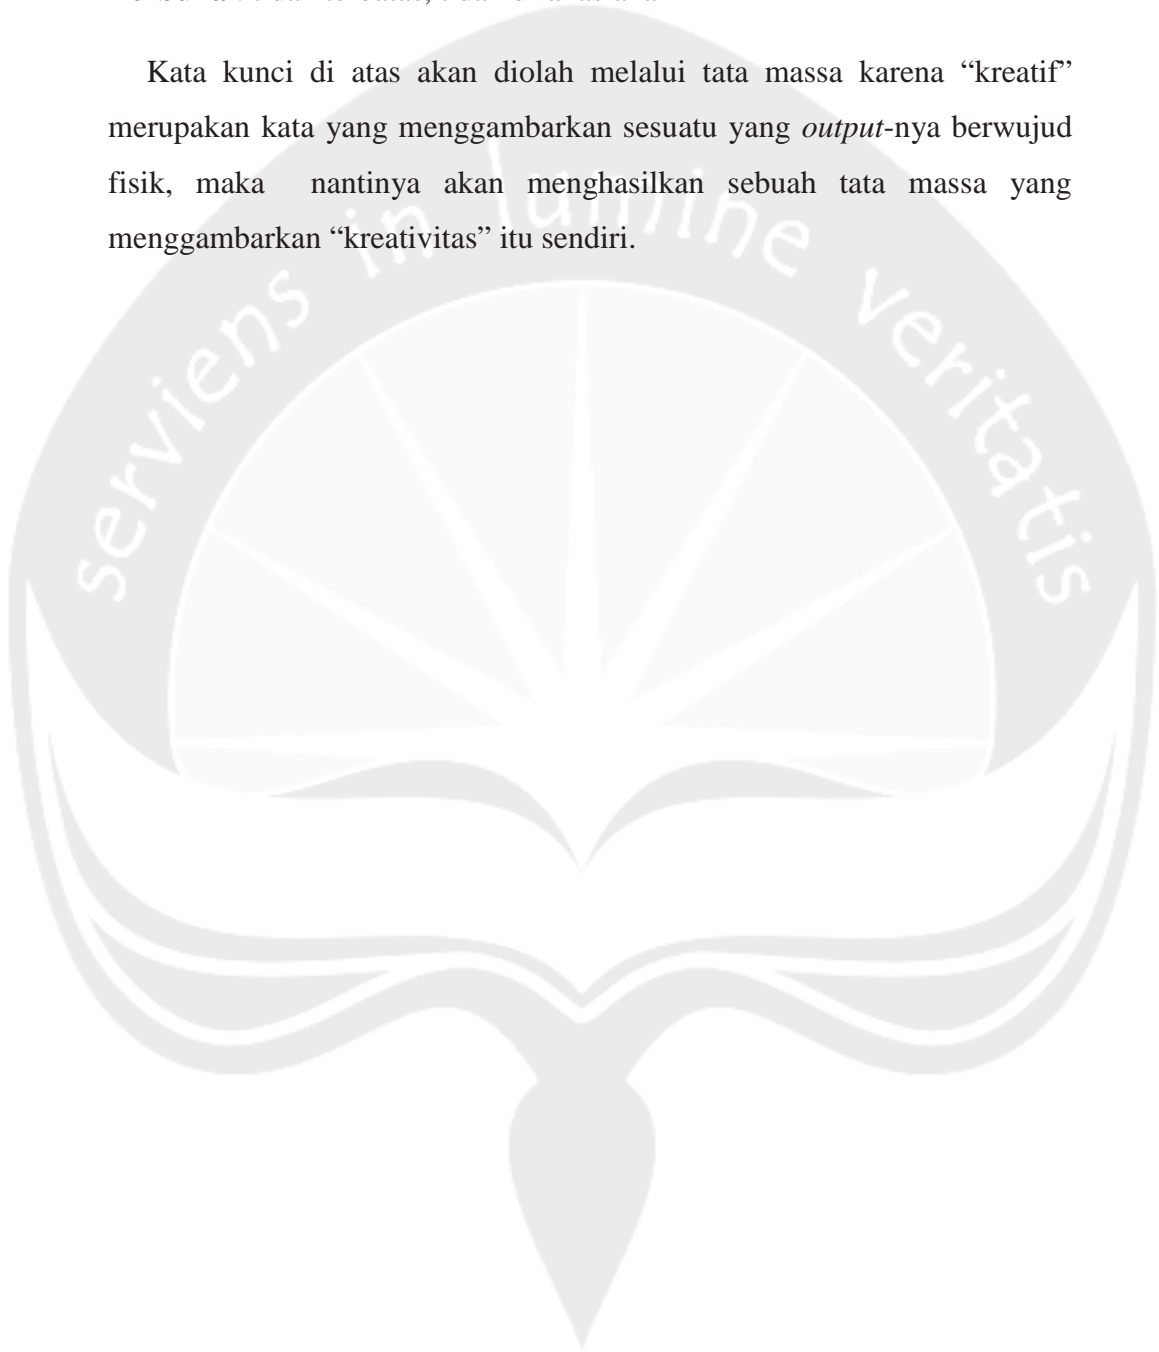 Kata kunci di atas akan diolah melalui tata massa karena “kreatif”
merupakan kata yang menggambarkan sesuatu yang output-nya berwujud
fisik, maka nantinya akan menghasilkan sebuah tata massa yang
menggambarkan “kreativitas” itu sendiri.
serviens in lumine veritatis